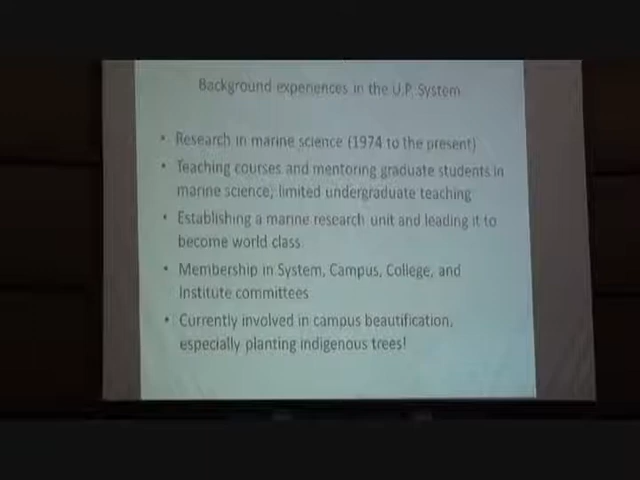 Background experiences in the U.P. System
• Research in marine science (1974 to the present)
• Teaching courses and mentoring graduate students in
marine science, limited undergraduate teaching
• Establishing a marine research unit and leading it to
become world class
• Membership in System, Campus, College, and
Institute committees
• Currently involved in campus beautification,
especially planting indigenous trees!